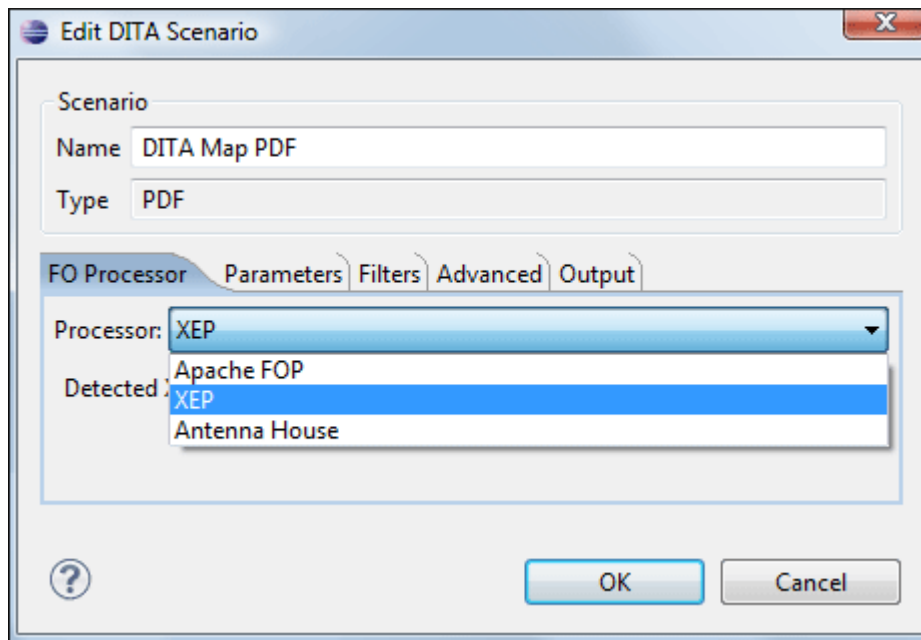 Edit DITA Scenario
Scenario
Name DITA Map PDF
Type PDF
FO Processor Parameters Filters Advanced Output
Processor: XEP
Apache FOP
Detected
XEP
Antenna House
OK Cancel